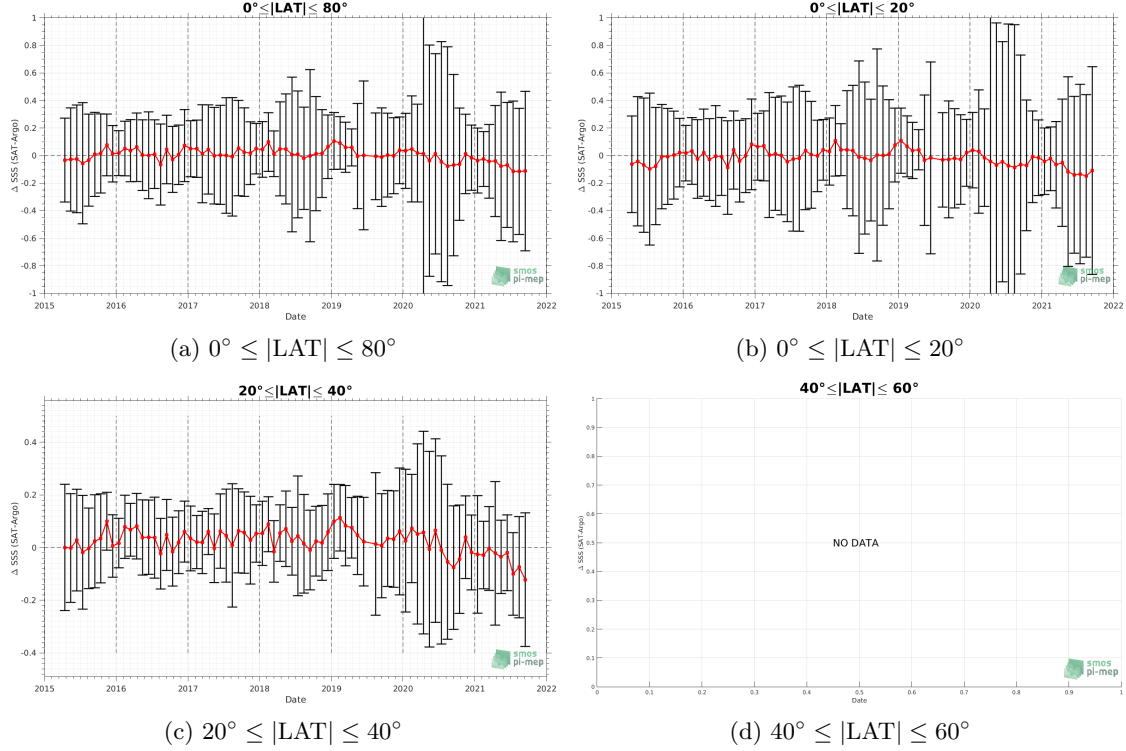 0°≤|LAT|≤ 80°
1
0.8
0.6
0.4
0.2
0
-0.2
-0.4
-0.6
-0.8
-1
Δ SSS (SAT-Argo)
2015 2016 2017 2018 2019 2020 2021 2022
Date
smos
pi-mep
(a) 0° ≤ |LAT| ≤ 80°
0°≤|LAT|≤ 20°
1
0.8
0.6
0.4
0.2
0
-0.2
-0.4
-0.6
-0.8
-1
Δ SSS (SAT-Argo)
2015 2016 2017 2018 2019 2020 2021 2022
Date
smos
pi-mep
(b) 0° ≤ |LAT| ≤ 20°
20°≤|LAT|≤ 40°
0.4
0.2
0
-0.2
-0.4
Δ SSS (SAT-Argo)
2015 2016 2017 2018 2019 2020 2021 2022
Date
smos
pi-mep
(c) 20° ≤ |LAT| ≤ 40°
40°≤|LAT|≤ 60°
1
0.9
0.8
0.7
0.6
0.5
0.4
0.3
0.2
0.1
0
Δ SSS (SAT-Argo)
NO DATA
0 0.1 0.2 0.3 0.4 0.5 0.6 0.7 0.8 0.9 1
Date
smos
pi-mep
(d) 40° ≤ |LAT| ≤ 60°